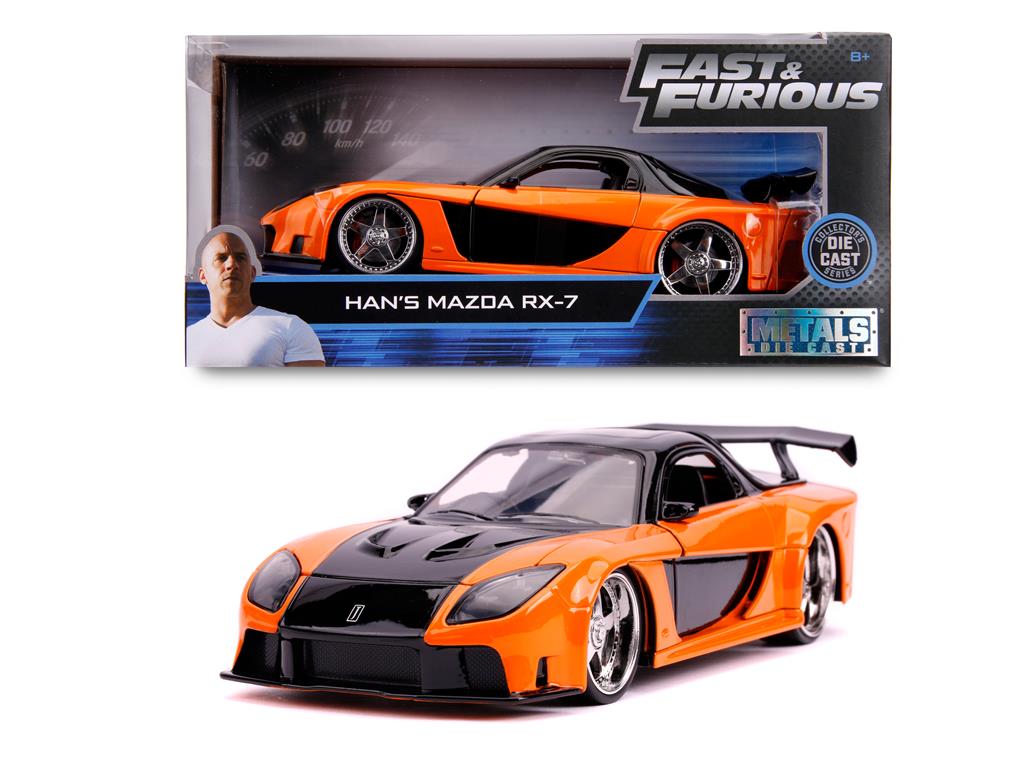 FAST &
FURIOUS
8+
60 80 100 120 140
km/h
COLLECTOR'S
DIE
CAST
SERIES
HAN'S MAZDA RX-7
METALS
DIE CAST